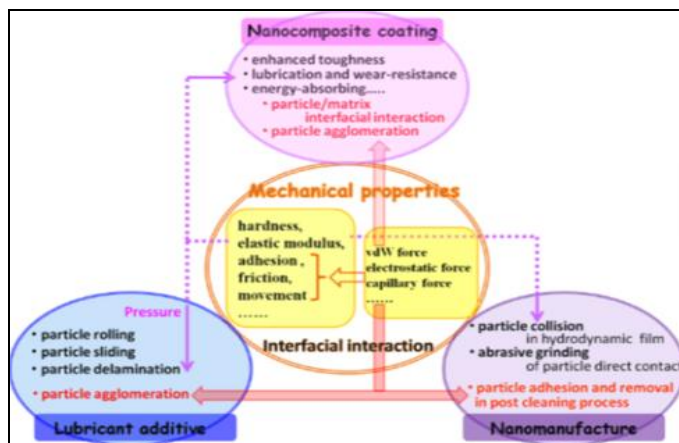 Nanocomposite coating
• enhanced toughness
• lubrication and wear-resistance
• energy-absorbing.....
• particle/matrix
interfacial interaction
• particle agglomeration
Mechanical properties
hardness,
elastic modulus,
adhesion ,
friction,
movement
......
vdW force
electrostatic force
capillary force
......
Interfacial interaction
Pressure
• particle rolling
• particle sliding
• particle delamination
• particle agglomeration
Lubricant additive
• particle collision
in hydrodynamic film
• abrasive grinding
of particle direct contact
• particle adhesion and removal
in post cleaning process
Nanomanufacture